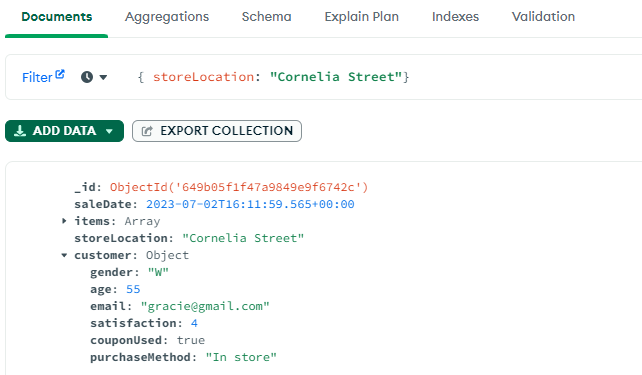 Documents Aggregations Schema Explain Plan Indexes Validation
Filter { storeLocation: "Cornelia Street"}
ADD DATA EXPORT COLLECTION
_id: ObjectId('649b05f1f47a9849e9f6742c')
saleDate: 2023-07-02T16:11:59.565+00:00
items: Array
storeLocation: "Cornelia Street"
customer: Object
gender: "W"
age: 55
email: "gracie@gmail.com"
satisfaction: 4
couponUsed: true
purchaseMethod: "In store"